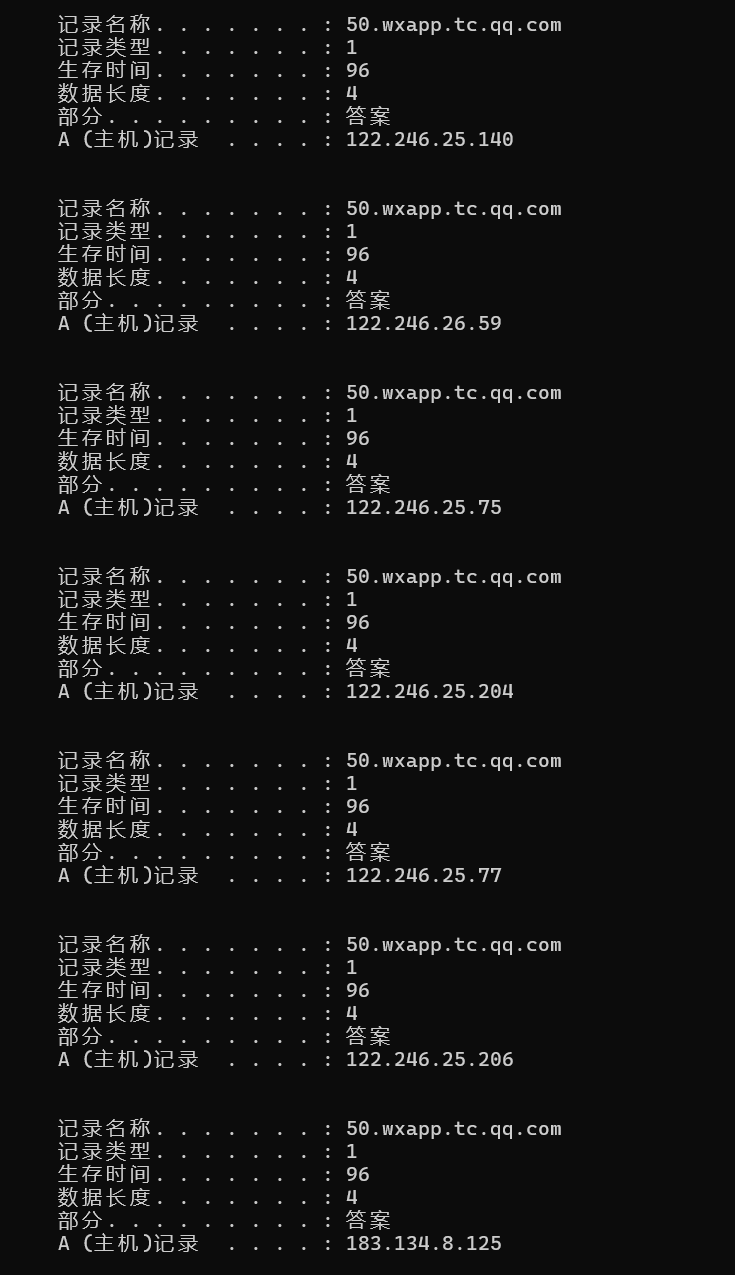 记录名称. . . . . . . : 50.wxapp.tc.qq.com
记录类型. . . . . . . : 1
生存时间. . . . . . . : 96
数据长度. . . . . . . : 4
部分. . . . . . . . . : 答案
A (主机)记录  . . . . : 122.246.25.140
记录名称. . . . . . . : 50.wxapp.tc.qq.com
记录类型. . . . . . . : 1
生存时间. . . . . . . : 96
数据长度. . . . . . . : 4
部分. . . . . . . . . : 答案
A (主机)记录  . . . . : 122.246.26.59
记录名称. . . . . . . : 50.wxapp.tc.qq.com
记录类型. . . . . . . : 1
生存时间. . . . . . . : 96
数据长度. . . . . . . : 4
部分. . . . . . . . . : 答案
A (主机)记录  . . . . : 122.246.25.75
记录名称. . . . . . . : 50.wxapp.tc.qq.com
记录类型. . . . . . . : 1
生存时间. . . . . . . : 96
数据长度. . . . . . . : 4
部分. . . . . . . . . : 答案
A (主机)记录  . . . . : 122.246.25.204
记录名称. . . . . . . : 50.wxapp.tc.qq.com
记录类型. . . . . . . : 1
生存时间. . . . . . . : 96
数据长度. . . . . . . : 4
部分. . . . . . . . . : 答案
A (主机)记录  . . . . : 122.246.25.77
记录名称. . . . . . . : 50.wxapp.tc.qq.com
记录类型. . . . . . . : 1
生存时间. . . . . . . : 96
数据长度. . . . . . . : 4
部分. . . . . . . . . : 答案
A (主机)记录  . . . . : 122.246.25.206
记录名称. . . . . . . : 50.wxapp.tc.qq.com
记录类型. . . . . . . : 1
生存时间. . . . . . . : 96
数据长度. . . . . . . : 4
部分. . . . . . . . . : 答案
A (主机)记录  . . . . : 183.134.8.125